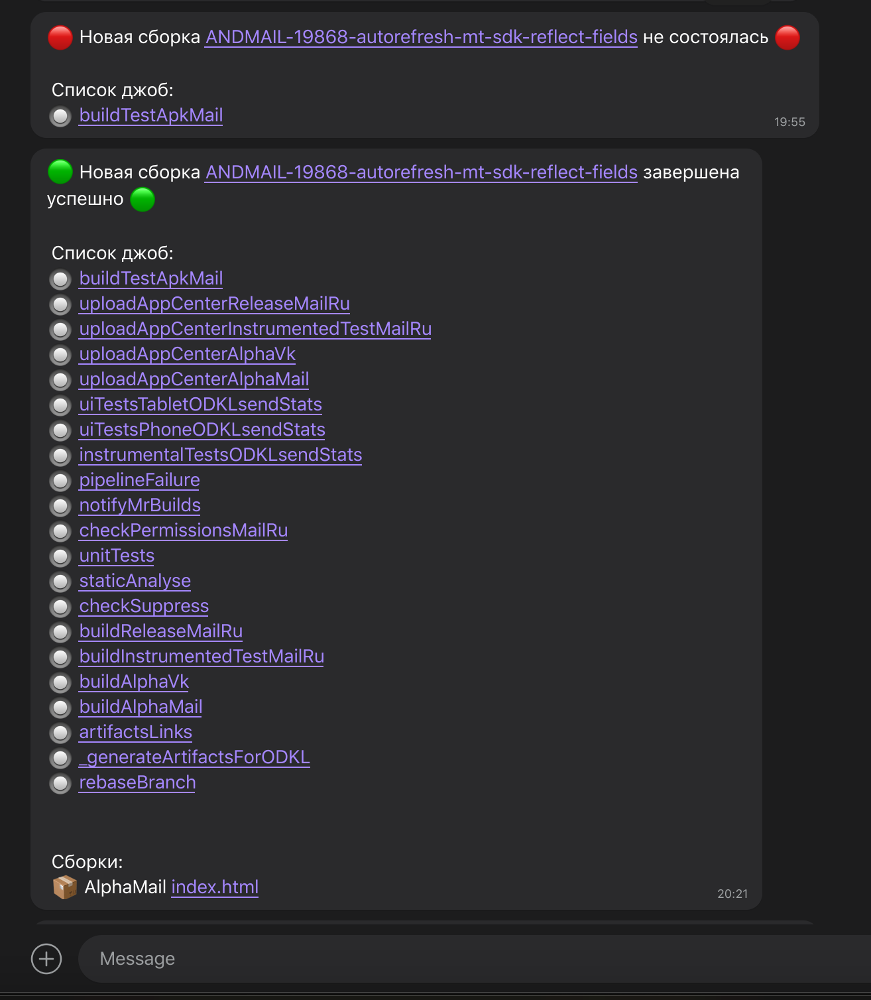 Новая сборка ANDMAIL-19868-autorefresh-mt-sdk-reflect-fields не состоялась
Список джоб:
buildTestApkMail
19:55
Новая сборка ANDMAIL-19868-autorefresh-mt-sdk-reflect-fields завершена
успешно
Список джоб:
buildTestApkMail
uploadAppCenterReleaseMailRu
uploadAppCenterInstrumentedTestMailRu
uploadAppCenterAlphaVk
uploadAppCenterAlphaMail
uiTestsTabletODKLsendStats
uiTestsPhoneODKLsendStats
instrumentalTestsODKLsendStats
pipelineFailure
notifyMrBuilds
checkPermissionsMailRu
unitTests
staticAnalyse
checkSuppress
buildReleaseMailRu
buildInstrumentedTestMailRu
buildAlphaVk
buildAlphaMail
artifactsLinks
_generateArtifactsForODKL
rebaseBranch
Сборки:
AlphaMail index.html
20:21
Message